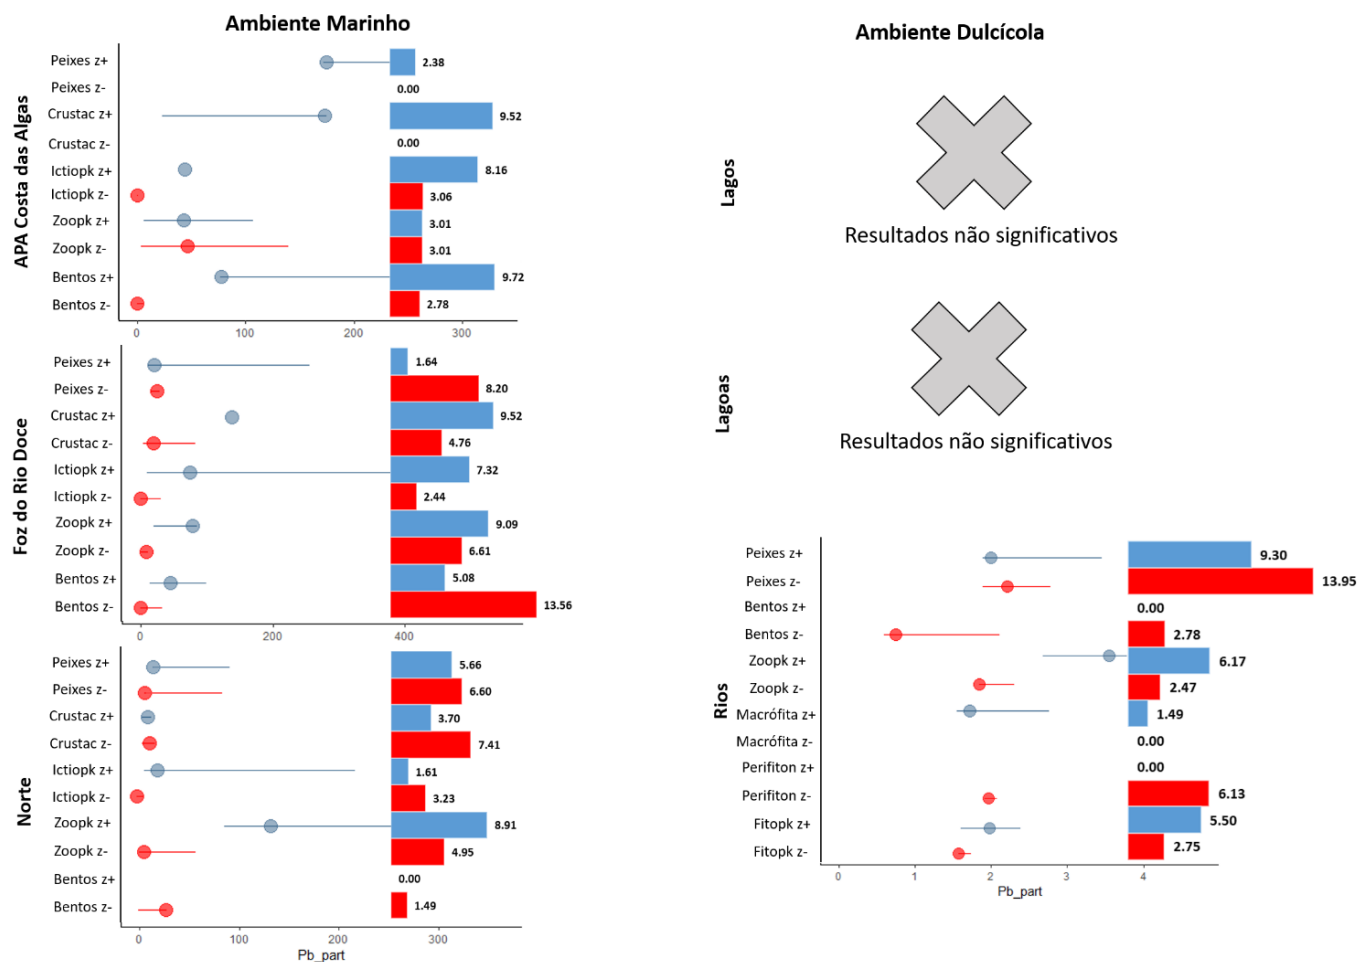 Ambiente Marinho
APA Costa das Algas
Peixes z+
2.38
Peixes z-
0.00
Crustac z+
9.52
Crustac z-
0.00
Ictiopk z+
8.16
Ictiopk z-
3.06
Zoopk z+
3.01
Zoopk z-
3.01
Bentos z+
9.72
Bentos z-
2.78
0 100 200 300
Foz do Rio Doce
Peixes z+
1.64
Peixes z-
8.20
Crustac z+
9.52
Crustac z-
4.76
Ictiopk z+
7.32
Ictiopk z-
2.44
Zoopk z+
9.09
Zoopk z-
6.61
Bentos z+
5.08
Bentos z-
13.56
0 200 400
Norte
Peixes z+
5.66
Peixes z-
6.60
Crustac z+
3.70
Crustac z-
7.41
Ictiopk z+
1.61
Ictiopk z-
3.23
Zoopk z+
8.91
Zoopk z-
4.95
Bentos z+
0.00
Bentos z-
1.49
0 100 200 300
Pb_part
Ambiente Dulcícola
Lagos
Resultados não significativos
Lagoas
Resultados não significativos
Rios
Peixes z+
9.30
Peixes z-
13.95
Bentos z+
0.00
Bentos z-
2.78
Zoopk z+
6.17
Zoopk z-
2.47
Macrófita z+
1.49
Macrófita z-
0.00
Perifiton z+
0.00
Perifiton z-
6.13
Fitopk z+
5.50
Fitopk z-
2.75
0 1 2 3 4
Pb_part